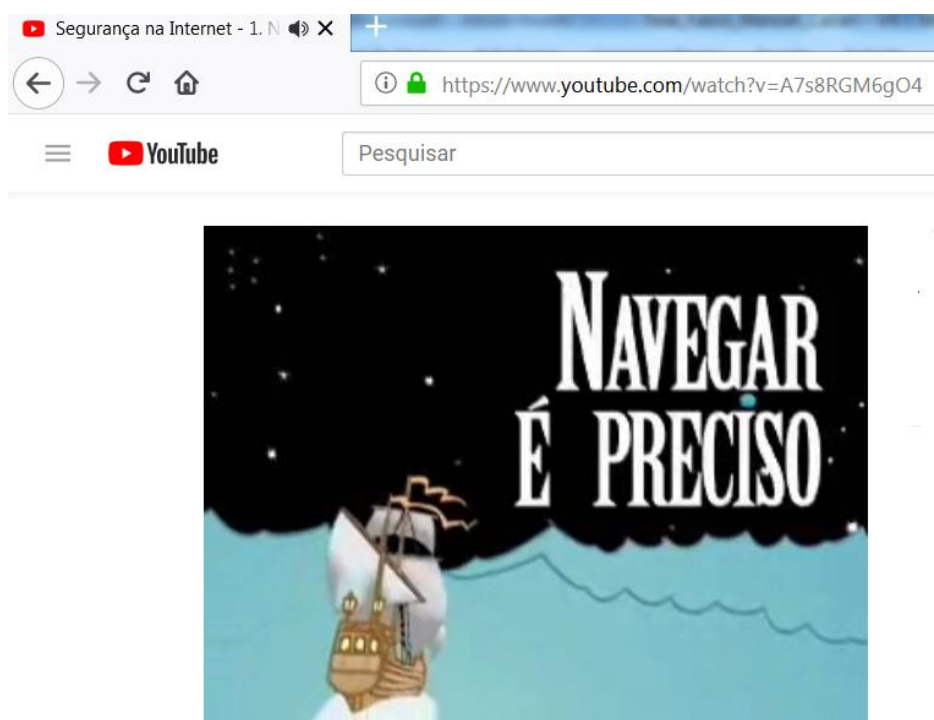 Segurança na Internet - 1. N
https://www.youtube.com/watch?v=A7s8RGM6gO4
YouTube
Pesquisar
NAVEGAR
É PRECISO